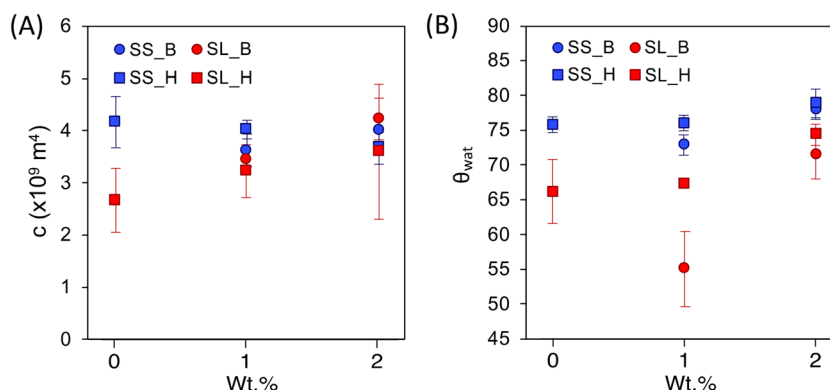 (A)
SS_B SL_B
SS_H SL_H
c (x10⁹ m⁴)
6
5
4
3
2
1
0
0 1 2
Wt.%
(B)
SS_B SL_B
SS_H SL_H
θwat
90
85
80
75
70
65
60
55
50
45
0 1 2
Wt.%